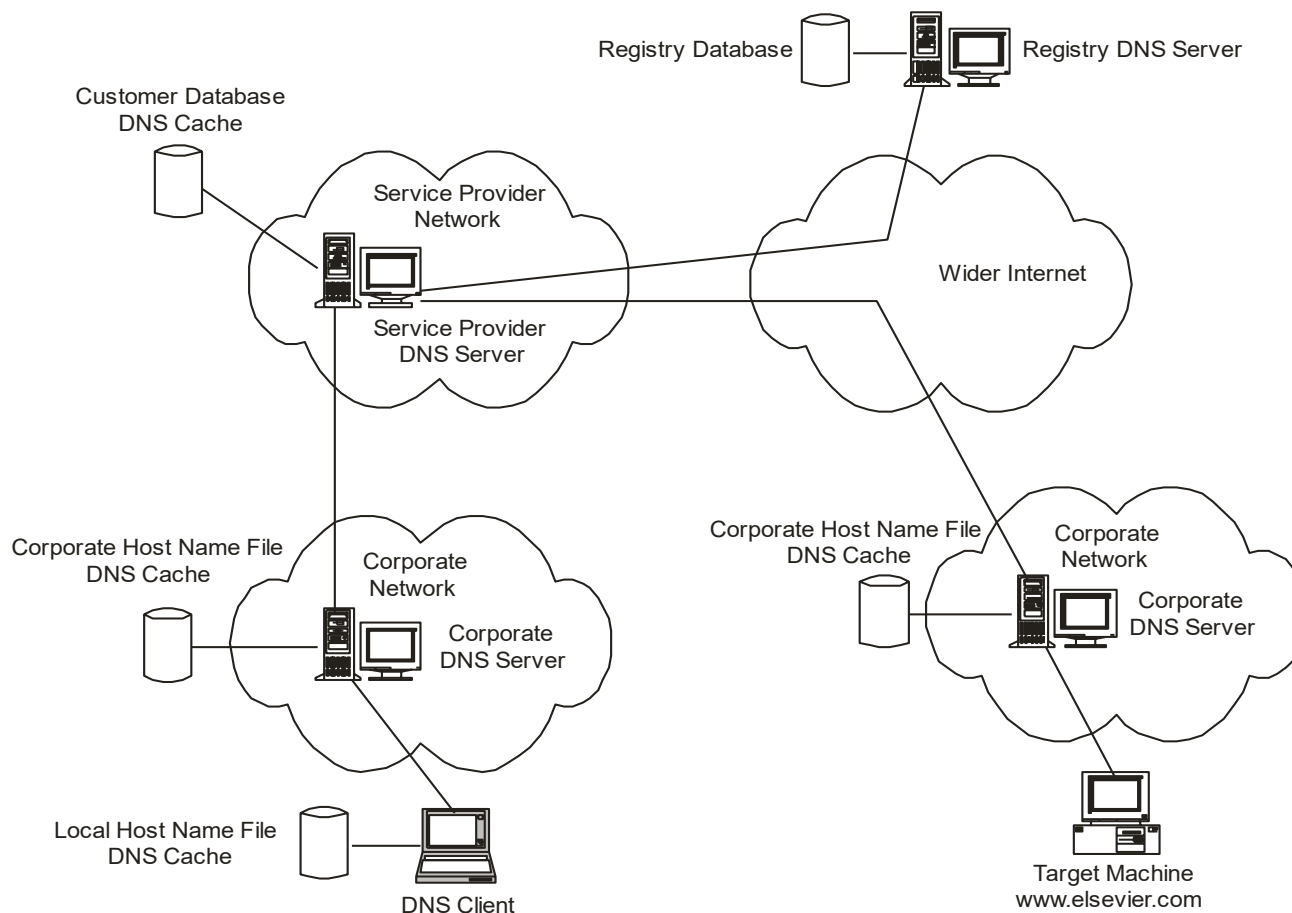 Registry Database
Registry DNS Server
Customer Database
DNS Cache
Service Provider
Network
Wider Internet
Service Provider
DNS Server
Corporate Host Name File
DNS Cache
Corporate
Network
Corporate
DNS Server
Corporate Host Name File
DNS Cache
Corporate
Network
Corporate
DNS Server
Local Host Name File
DNS Cache
DNS Client
Target Machine
www.elsevier.com